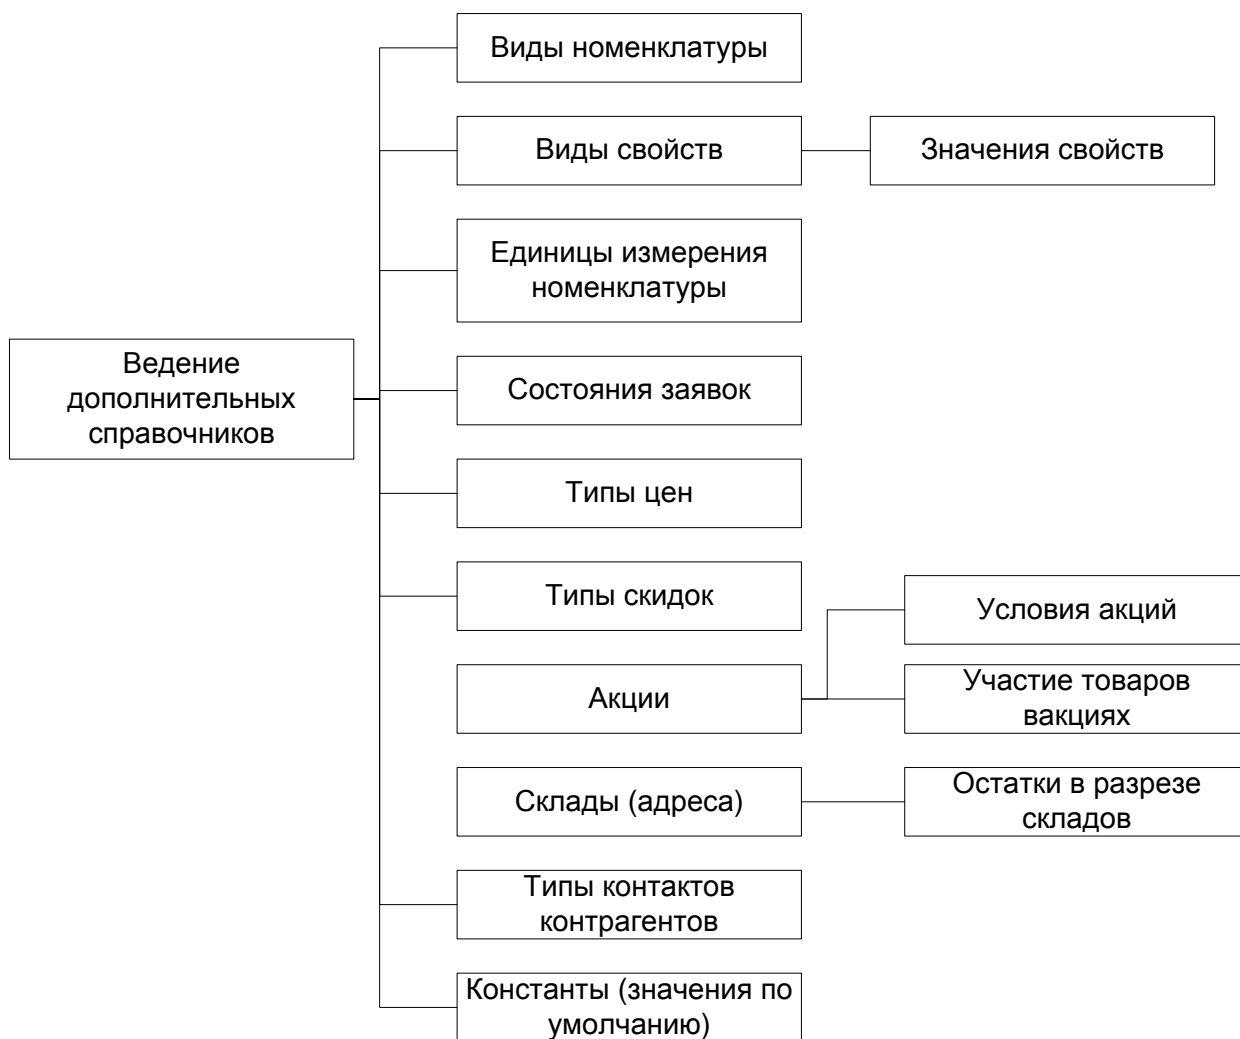 Виды номенклатуры
Виды свойств
Значения свойств
Единицы измерения
номенклатуры
Ведение
дополнительных
справочников
Состояния заявок
Типы цен
Типы скидок
Условия акций
Акции
Участие товаров
вакциях
Склады (адреса)
Остатки в разрезе
складов
Типы контактов
контрагентов
Константы (значения по
умолчанию)